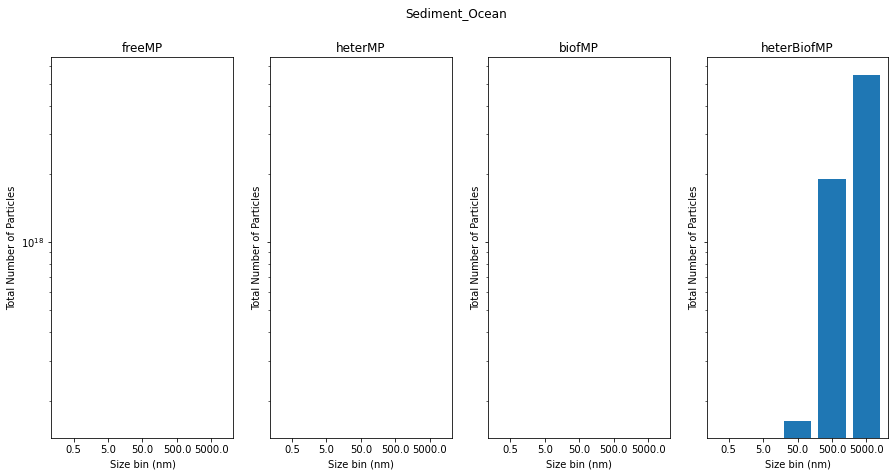 Sediment_Ocean
freeMP
heterMP
biofMP
heterBiofMP
Total Number of Particles
Total Number of Particles
Total Number of Particles
Total Number of Particles
10^18
0.5 5.0 50.0 500.0 5000.0
0.5 5.0 50.0 500.0 5000.0
0.5 5.0 50.0 500.0 5000.0
0.5 5.0 50.0 500.0 5000.0
Size bin (nm)
Size bin (nm)
Size bin (nm)
Size bin (nm)